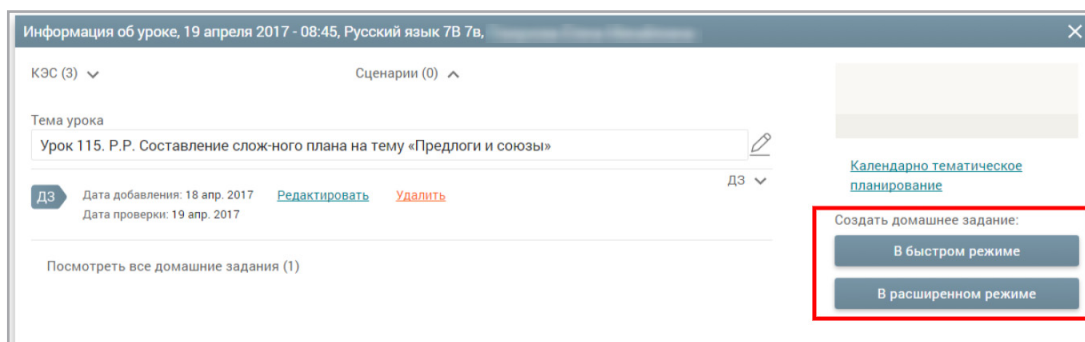 Информация об уроке, 19 апреля 2017 - 08:45, Русский язык 7В 7в,
КЭС (3)
Сценарии (0)
Тема урока
Урок 115. Р.Р. Составление слож-ного плана на тему «Предлоги и союзы»
ДЗ
ДЗ
Дата добавления: 18 апр. 2017
Редактировать
Удалить
Дата проверки: 19 апр. 2017
Посмотреть все домашние задания (1)
Календарно тематическое
планирование
Создать домашнее задание:
В быстром режиме
В расширенном режиме